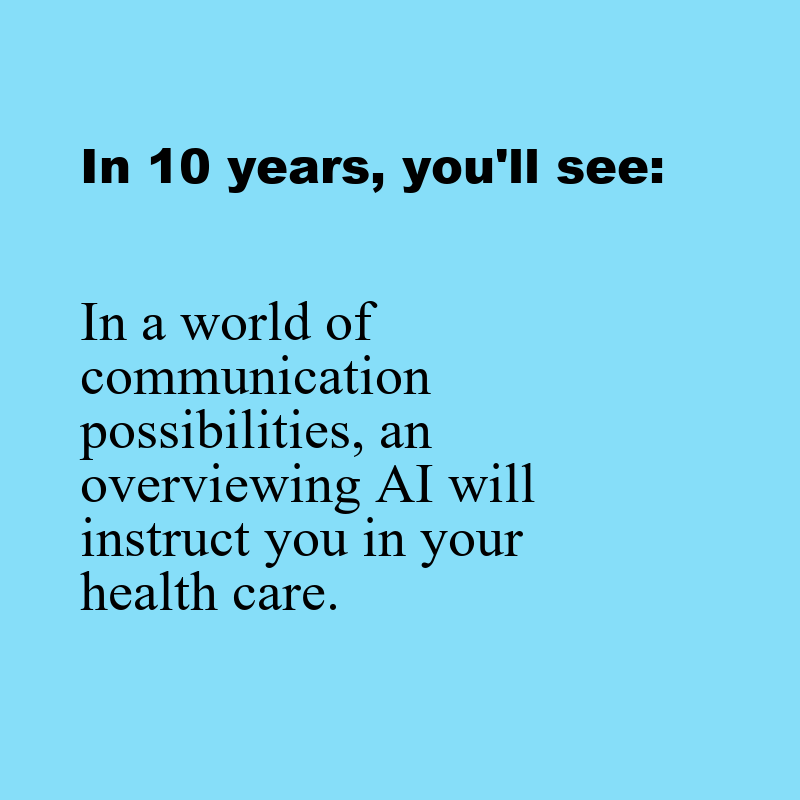 In 10 years, you'll see:
In a world of
communication
possibilities, an
overviewing AI will
instruct you in your
health care.